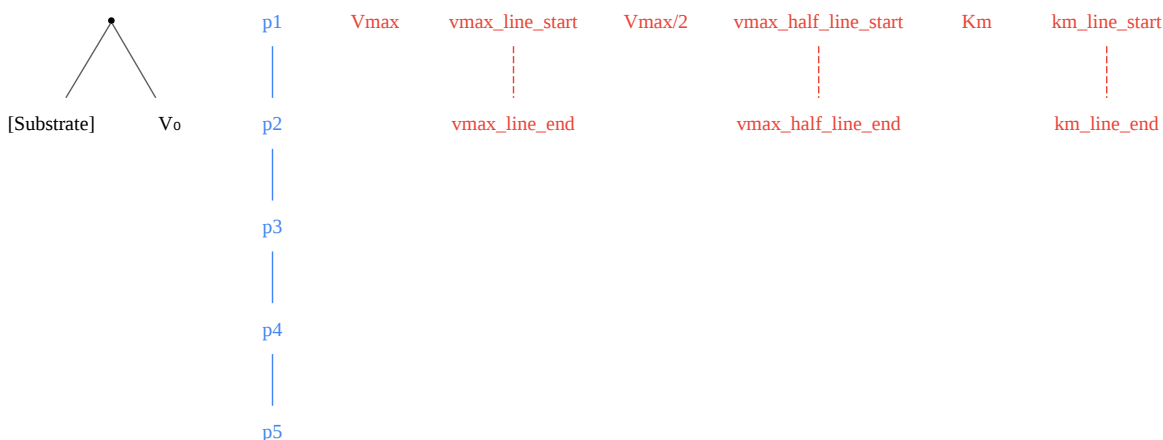 p1 Vmax vmax_line_start Vmax/2 vmax_half_line_start Km km_line_start
[Substrate] V₀ p2 vmax_line_end vmax_half_line_end km_line_end
p3
p4
p5